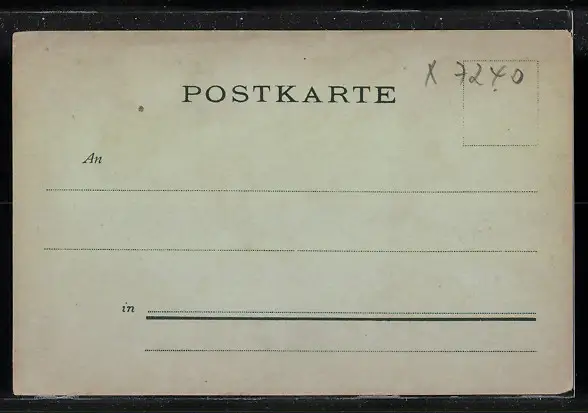 X 7240
POSTKARTE
An
in